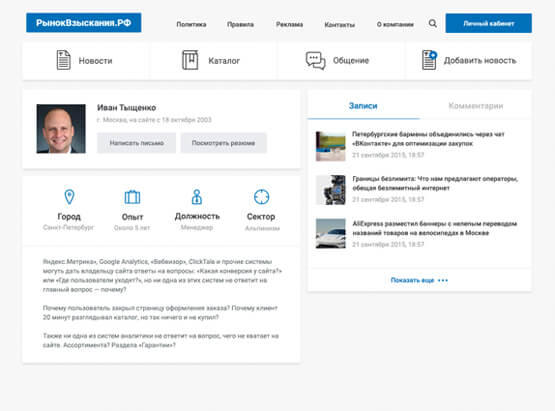 РынокВзыскания.РФ
Политика
Правила
Реклама
Контакты
О компании
Личный кабинет
Новости
Каталог
Общение
Добавить новость
Иван Тыщенко
г. Москва, на сайте с 18 октября 2003
Написать письмо
Посмотреть резюме
Город
Санкт-Петербург
Опыт
Около 5 лет
Должность
Менеджер
Сектор
Альпинизм
Яндекс.Метрика», Google Analytics, «Вебвизор», ClickTale и прочие системы
могут дать владельцу сайта ответы на вопросы: «Какая конверсия у сайта?»
или «Где пользователи уходят?», но ни одна из этих систем не ответит на
главный вопрос — почему?
Почему пользователь закрыл страницу оформления заказа? Почему клиент
20 минут разглядывал каталог, но так ничего и не купил?
Также ни одна из систем аналитики не ответит на вопрос, чего не хватает на
сайте. Ассортимента? Раздела «Гарантии»?
Записи
Комментарии
Петербургские бармены объединились через чат
«ВКонтакте» для оптимизации закупок
21 сентября 2015, 18:57
Границы безлимита: Что нам предлагают операторы,
обещая безлимитный интернет
21 сентября 2015, 18:57
AliExpress разместил баннеры с нелепым переводом
названий товаров на велосипедах в Москве
21 сентября 2015, 18:57
Показать еще